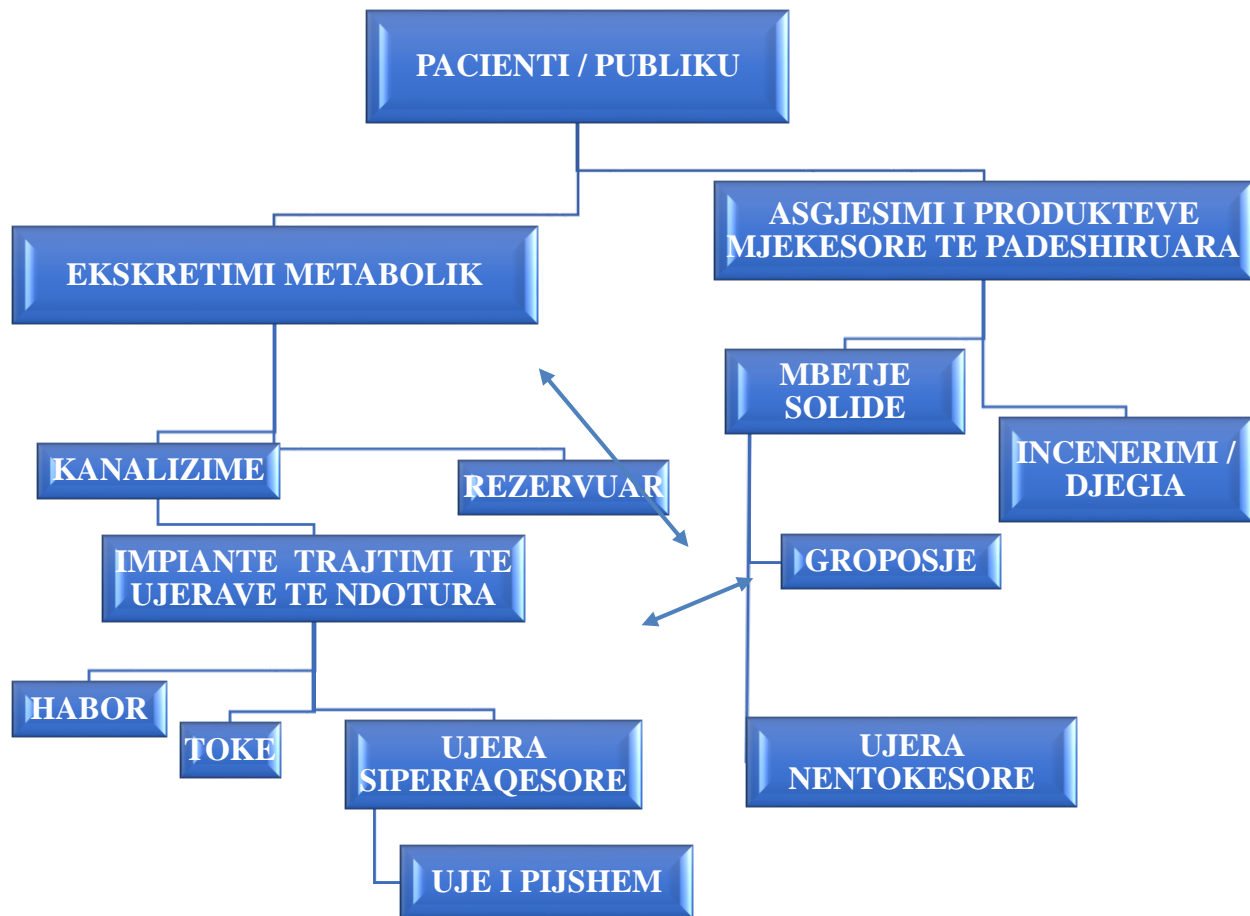 PACIENTI / PUBLIKU
ASGJESIMI I PRODUKTEVE
MJEKESORE TE PADESHIRUARA
EKSKRETIMI METABOLIK
MBETJE
SOLIDE
INCENERIMI /
DJEGIA
KANALIZIME
REZERVUAR
IMPIANTE TRAJTIMI TE
UJERAVE TE NDOTURA
GROPOSJE
HABOR
TOKE
UJERA
SIPERFAQESORE
UJERA
NENTOKESORE
UJE I PIJSHEM